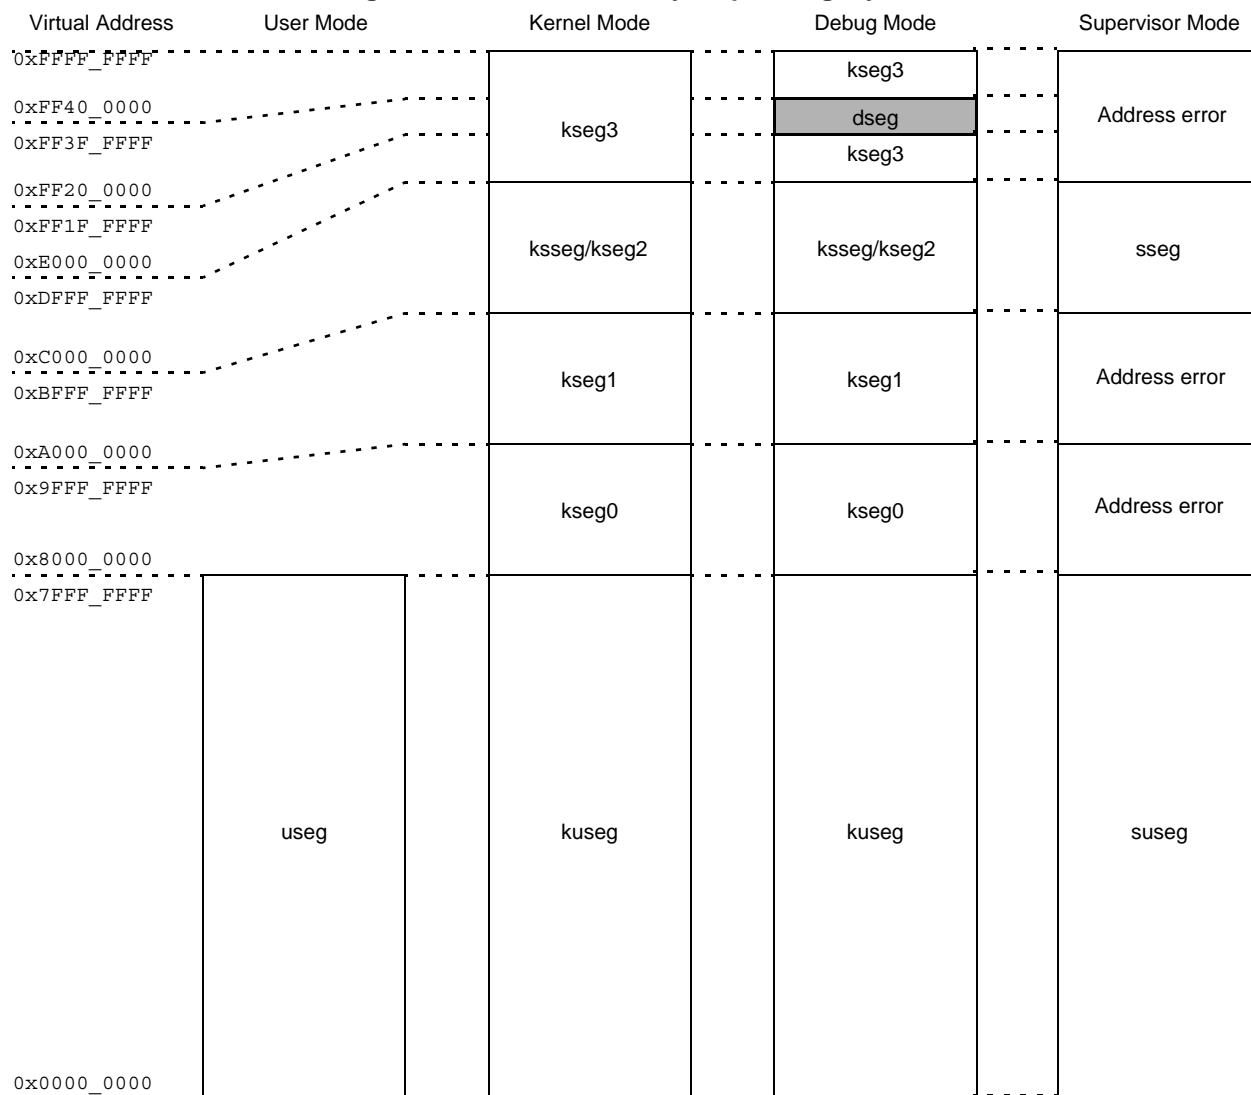 Virtual Address User Mode Kernel Mode Debug Mode Supervisor Mode
0xFFFF_FFFF
kseg3
0xFF40_0000
kseg3 dseg Address error
0xFF3F_FFFF
kseg3
0xFF20_0000
0xFF1F_FFFF
ksseg/kseg2 ksseg/kseg2 sseg
0xE000_0000
0xDFFF_FFFF
0xC000_0000
kseg1 kseg1 Address error
0xBFFF_FFFF
0xA000_0000
0x9FFF_FFFF
kseg0 kseg0 Address error
0x8000_0000
0x7FFF_FFFF
useg kuseg kuseg suseg
0x0000_0000